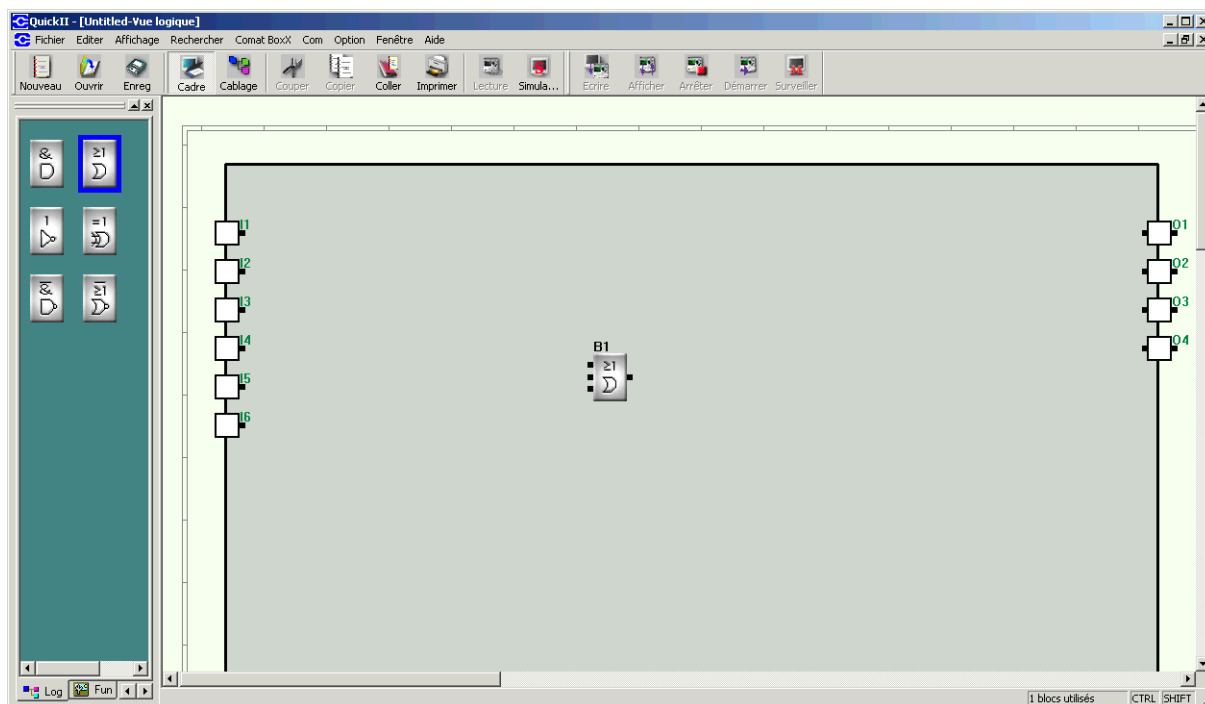 QuickII - [Untitled-Vue logique]
Fichier Editer Affichage Rechercher Comat BoxX Com Option Fenêtre Aide
Nouveau Ouvrir Enreg Cadre Cablage Couper Copier Coller Imprimer Lecture Simula... Ecrire Afficher Arrêter Démarrer Surveiller
& ≥1
1 =1
& ≥1
I1
I2
I3
I4
I5
I6
B1
≥1
O1
O2
O3
O4
Log Fun
1 blocs utilisés CTRL SHIFT